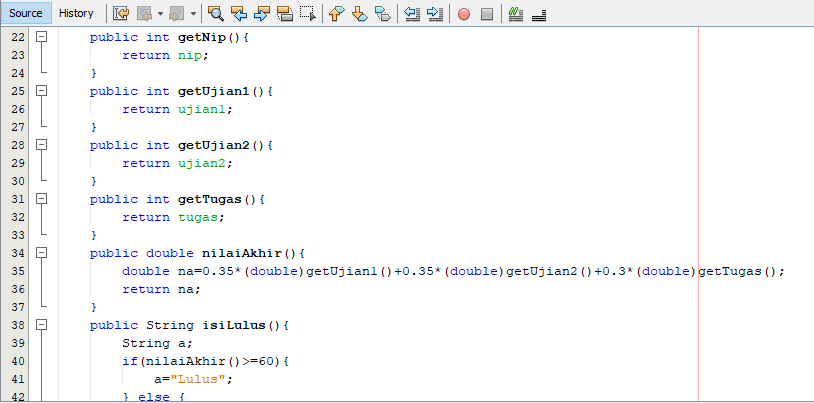 Source History
22 public int getNip(){
23 return nip;
24 }
25 public int getUjian1(){
26 return ujian1;
27 }
28 public int getUjian2(){
29 return ujian2;
30 }
31 public int getTugas(){
32 return tugas;
33 }
34 public double nilaiAkhir(){
35 double na=0.35*(double)getUjian1()+0.35*(double)getUjian2()+0.3*(double)getTugas();
36 return na;
37 }
38 public String isiLulus(){
39 String a;
40 if(nilaiAkhir()>=60){
41 a="Lulus";
42 } else {